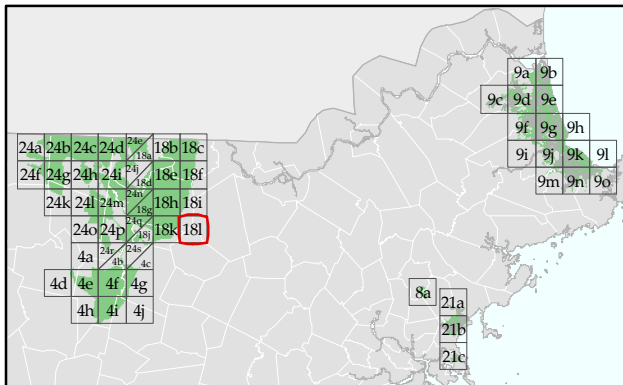 9a 9b
9c 9d 9e
9f 9g 9h
9i 9j 9k 9l
9m 9n 9o
24a 24b 24c 24d 24e 18a 18b 18c
24f 24g 24h 24i 24j 18d 18e 18f
24k 24l 24m 24n 18g 18h 18i
24o 24p 24q 18j 18k 18l
4a 24r 4b 24s 4c
4d 4e 4f 4g
4h 4i 4j
8a
21a
21b
21c